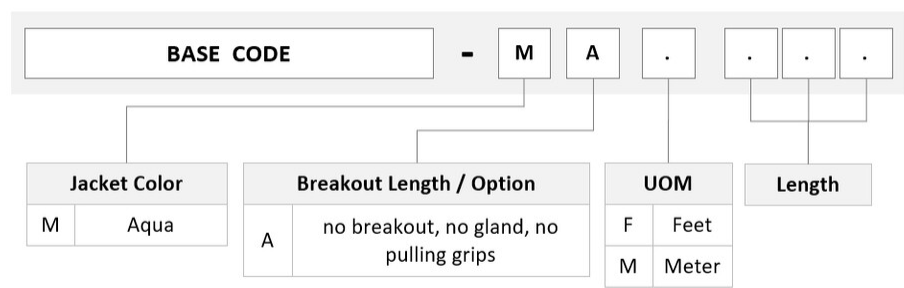 BASE CODE - M A . . . .
Jacket Color
M Aqua
Breakout Length / Option
A no breakout, no gland, no
pulling grips
UOM
F Feet
M Meter
Length